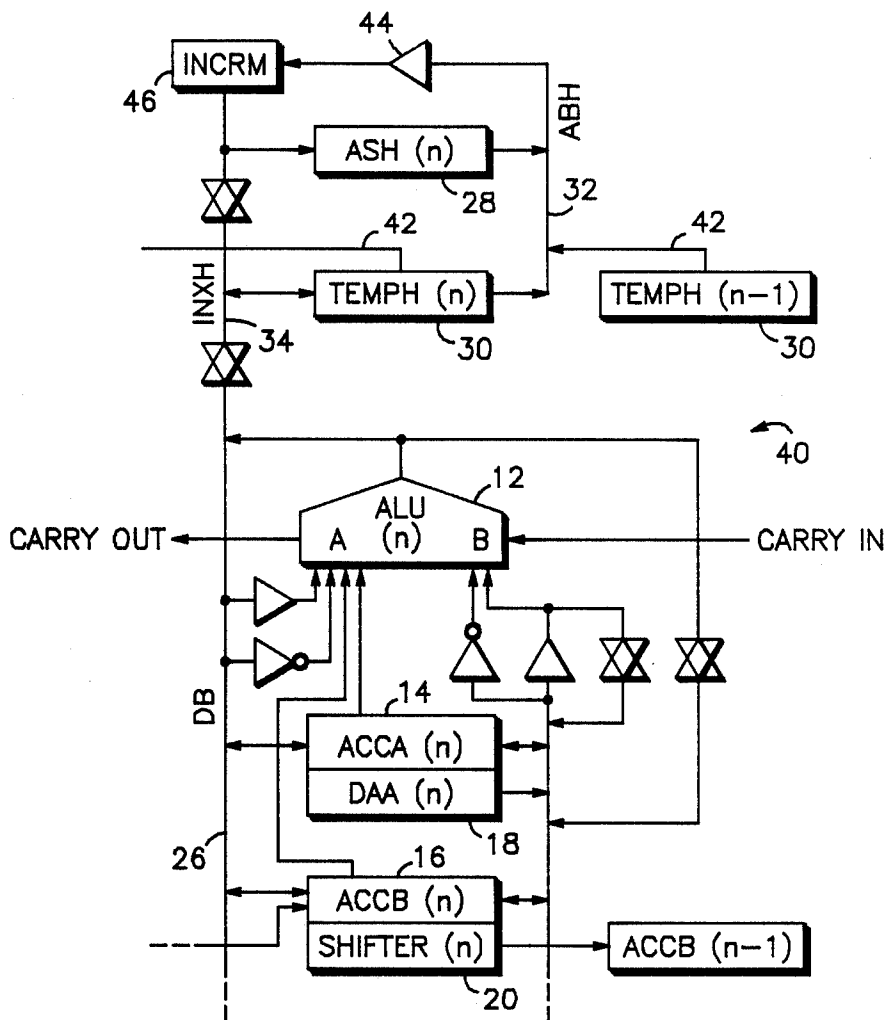 44
INCRM
46
ABH
ASH (n)
28
32
42
42
INXH
TEMPH (n)
TEMPH (n−1)
34
30
30
40
12
ALU
(n)
A
B
CARRY OUT
CARRY IN
DB
14
ACCA (n)
DAA (n)
18
26
16
ACCB (n)
SHIFTER (n)
ACCB (n−1)
20